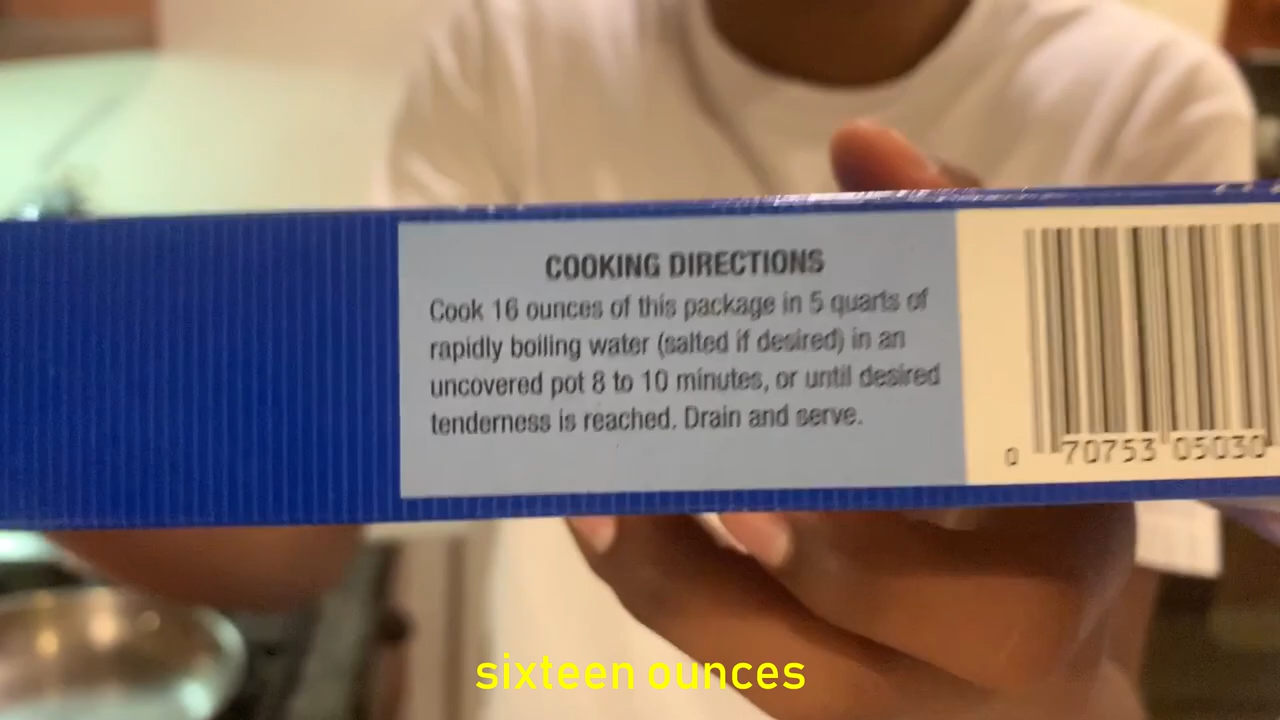 COOKING DIRECTIONS
Cook 16 ounces of this package in 5 quarts of
rapidly boiling water (salted if desired) in an
uncovered pot 8 to 10 minutes, or until desired
tenderness is reached. Drain and serve.
0 70753 05030
sixteen ounces